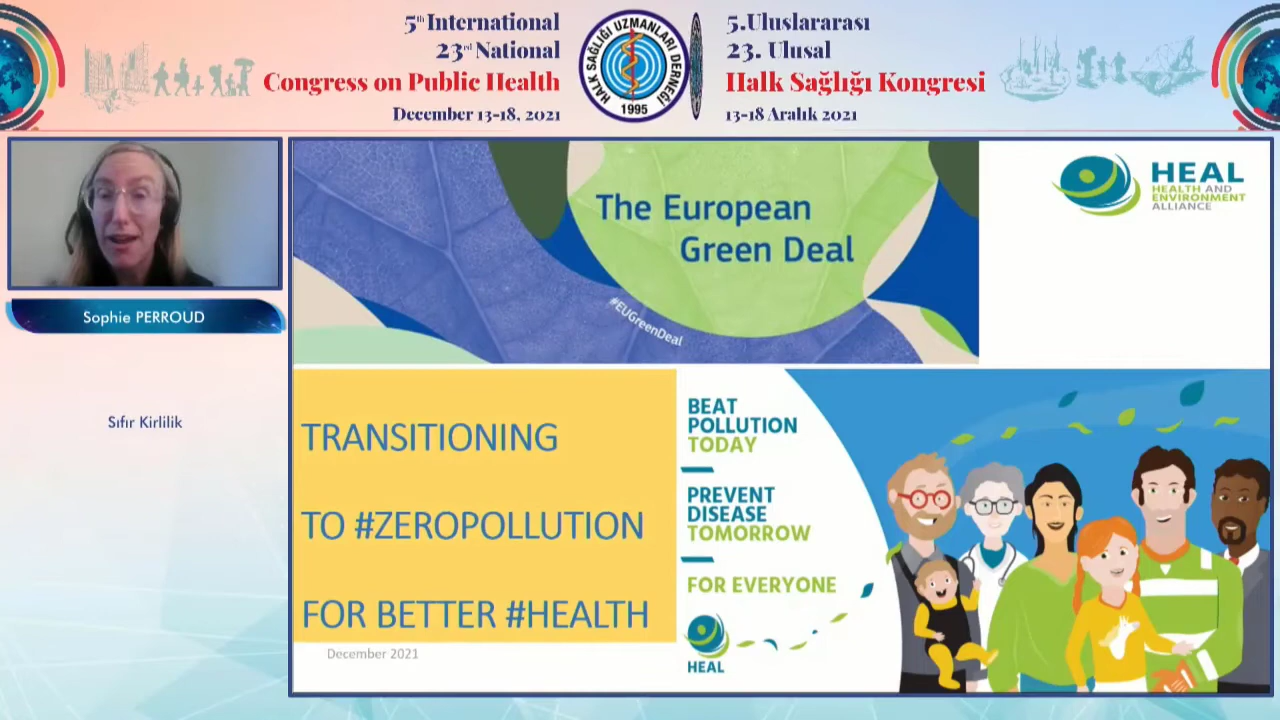 5th International
23rd National
Congress on Public Health
December 13-18, 2021
HALK SAĞLIĞI UZMANLARI DERNEĞİ
1995
5.Uluslararası
23. Ulusal
Halk Sağlığı Kongresi
13-18 Aralık 2021
Sophie PERROUD
Sıfır Kirlilik
The European
Green Deal
#EUGreenDeal
HEAL
HEALTH AND
ENVIRONMENT
ALLIANCE
TRANSITIONING
TO #ZEROPOLLUTION
FOR BETTER #HEALTH
December 2021
BEAT
POLLUTION
TODAY
PREVENT
DISEASE
TOMORROW
FOR EVERYONE
HEAL